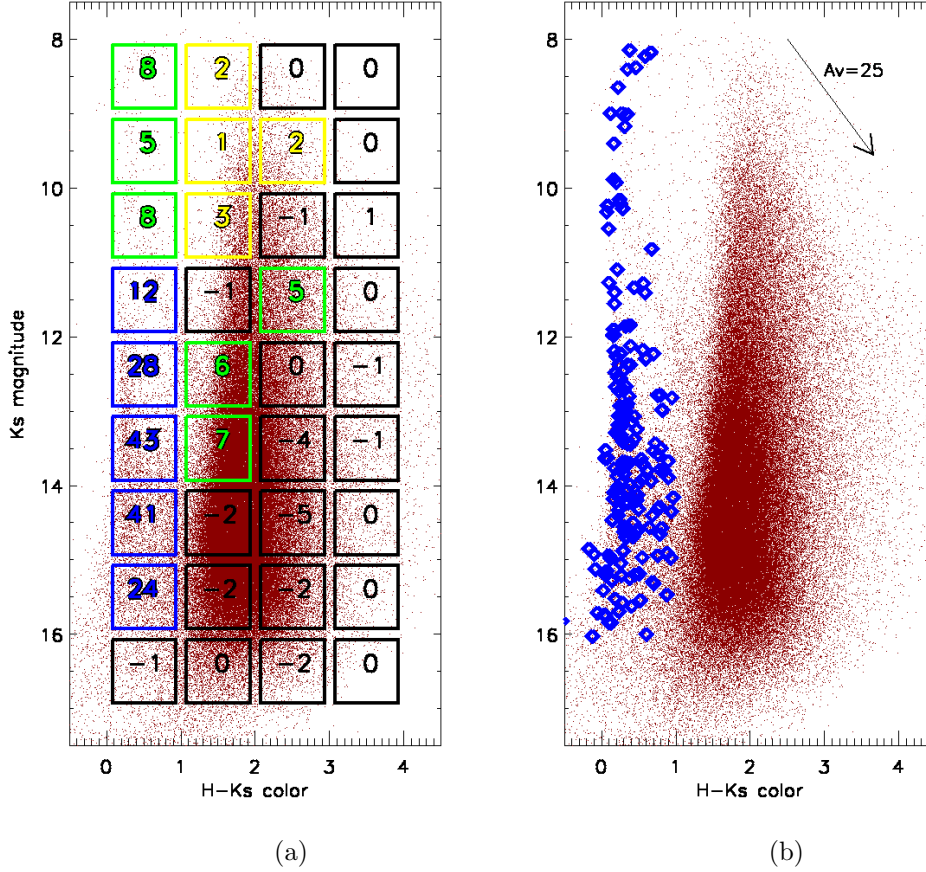 8
10
12
14
16
Ks magnitude
8 2 0 0
5 1 2 0
8 3 −1 1
12 −1 5 0
28 6 0 −1
43 7 −4 −1
41 −2 −5 0
24 −2 −2 0
−1 0 −2 0
0 1 2 3 4
H−Ks color
(a)
8
10
12
14
16
Av=25
0 1 2 3 4
H−Ks color
(b)